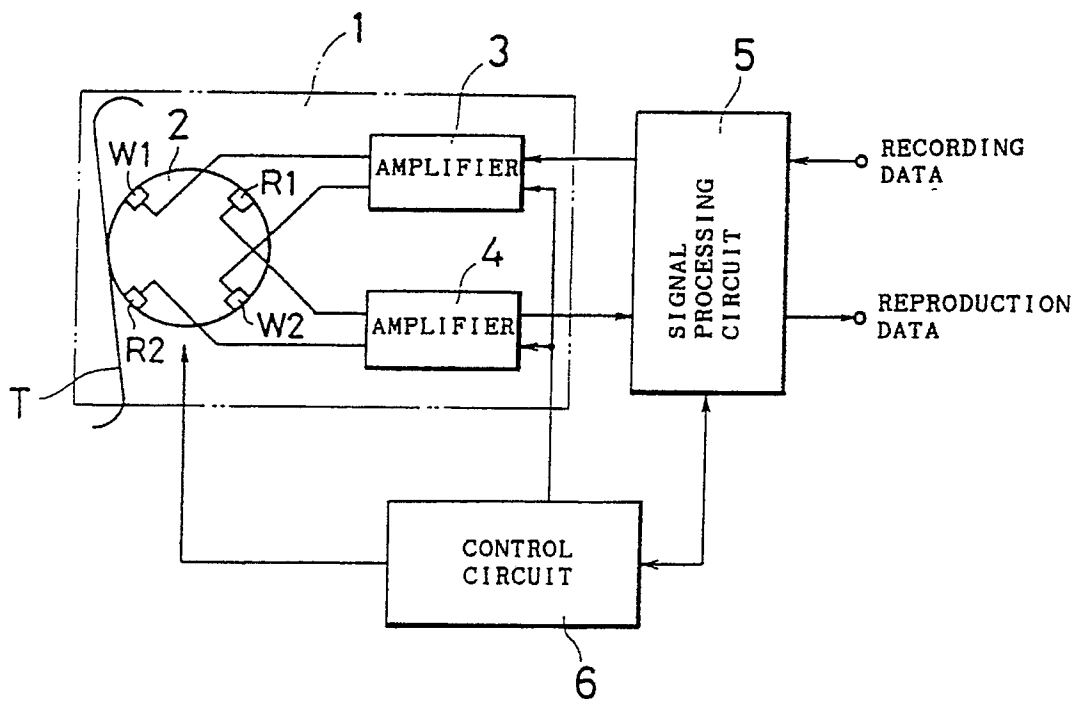 1
3
5
2
W1
R1
AMPLIFIER
RECORDING
DATA
SIGNAL
PROCESSING
CIRCUIT
4
AMPLIFIER
REPRODUCTION
DATA
R2
W2
T
CONTROL
CIRCUIT
6